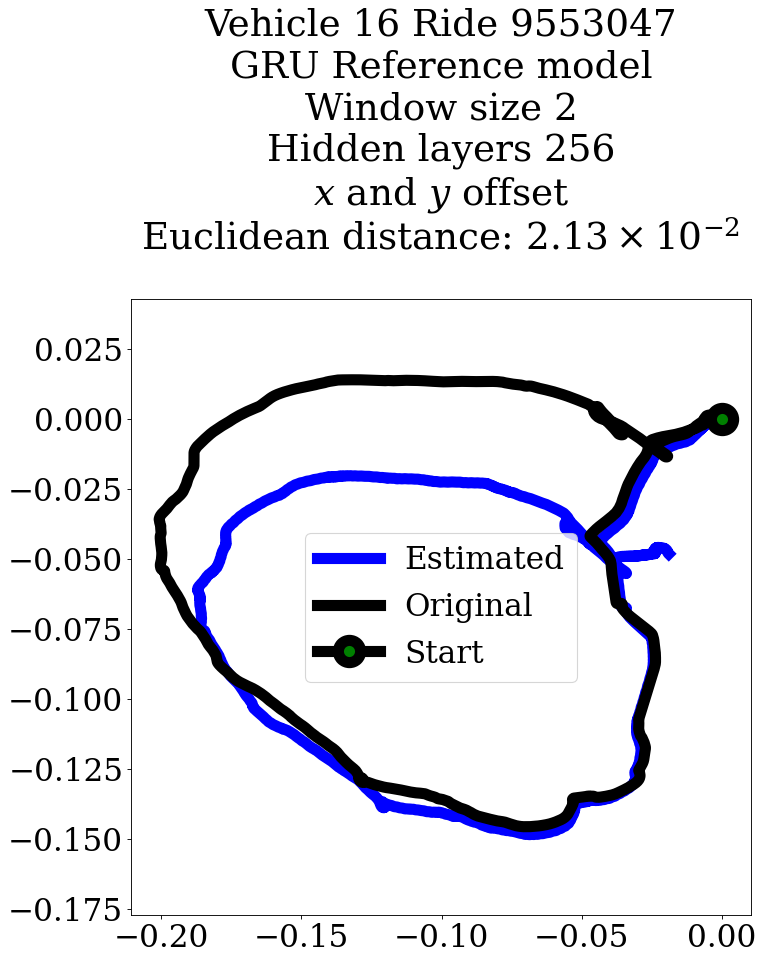 Vehicle 16 Ride 9553047
GRU Reference model
Window size 2
Hidden layers 256
x and y offset
Euclidean distance: 2.13 × 10⁻²
0.025
0.000
−0.025
−0.050
−0.075
−0.100
−0.125
−0.150
−0.175
Estimated
Original
Start
−0.20 −0.15 −0.10 −0.05 0.00